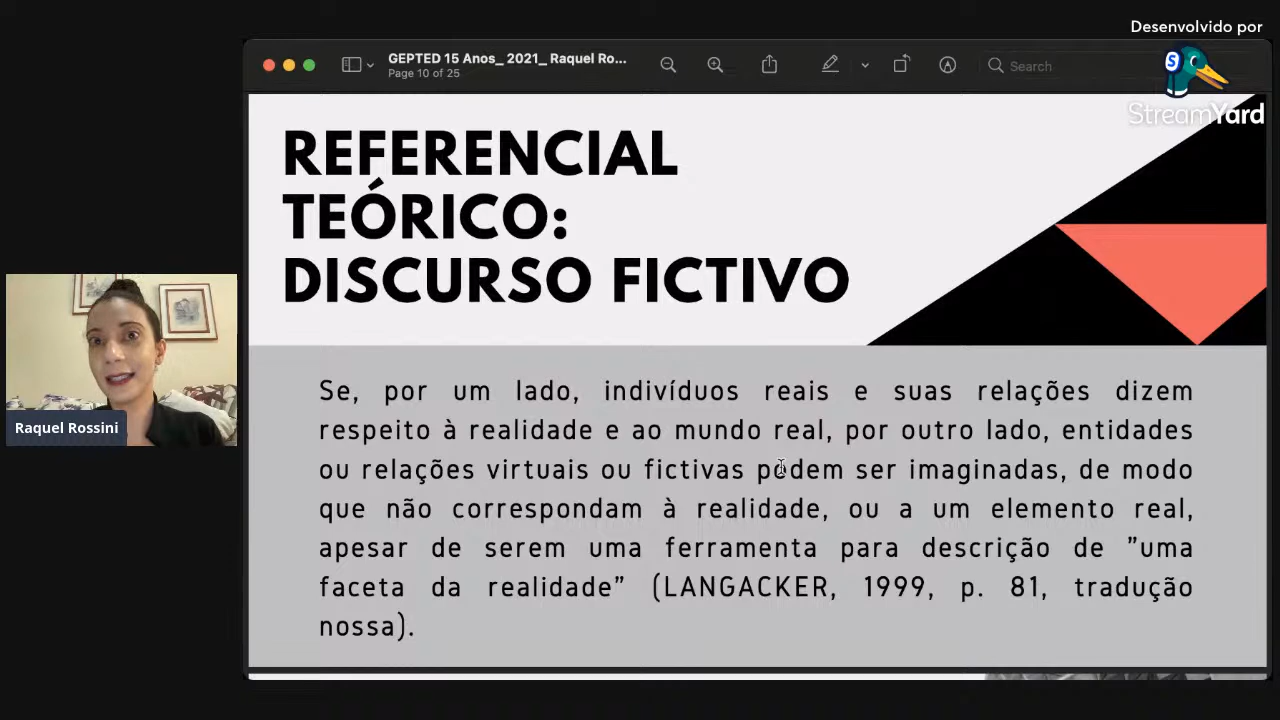 Desenvolvido por
StreamYard
GEPTED 15 Anos_ 2021_ Raquel Ro...
Page 10 of 25
Search
REFERENCIAL
TEÓRICO:
DISCURSO FICTIVO
Se, por um lado, indivíduos reais e suas relações dizem
respeito à realidade e ao mundo real, por outro lado, entidades
ou relações virtuais ou fictivas podem ser imaginadas, de modo
que não correspondam à realidade, ou a um elemento real,
apesar de serem uma ferramenta para descrição de ”uma
faceta da realidade” (LANGACKER, 1999, p. 81, tradução
nossa).
Raquel Rossini